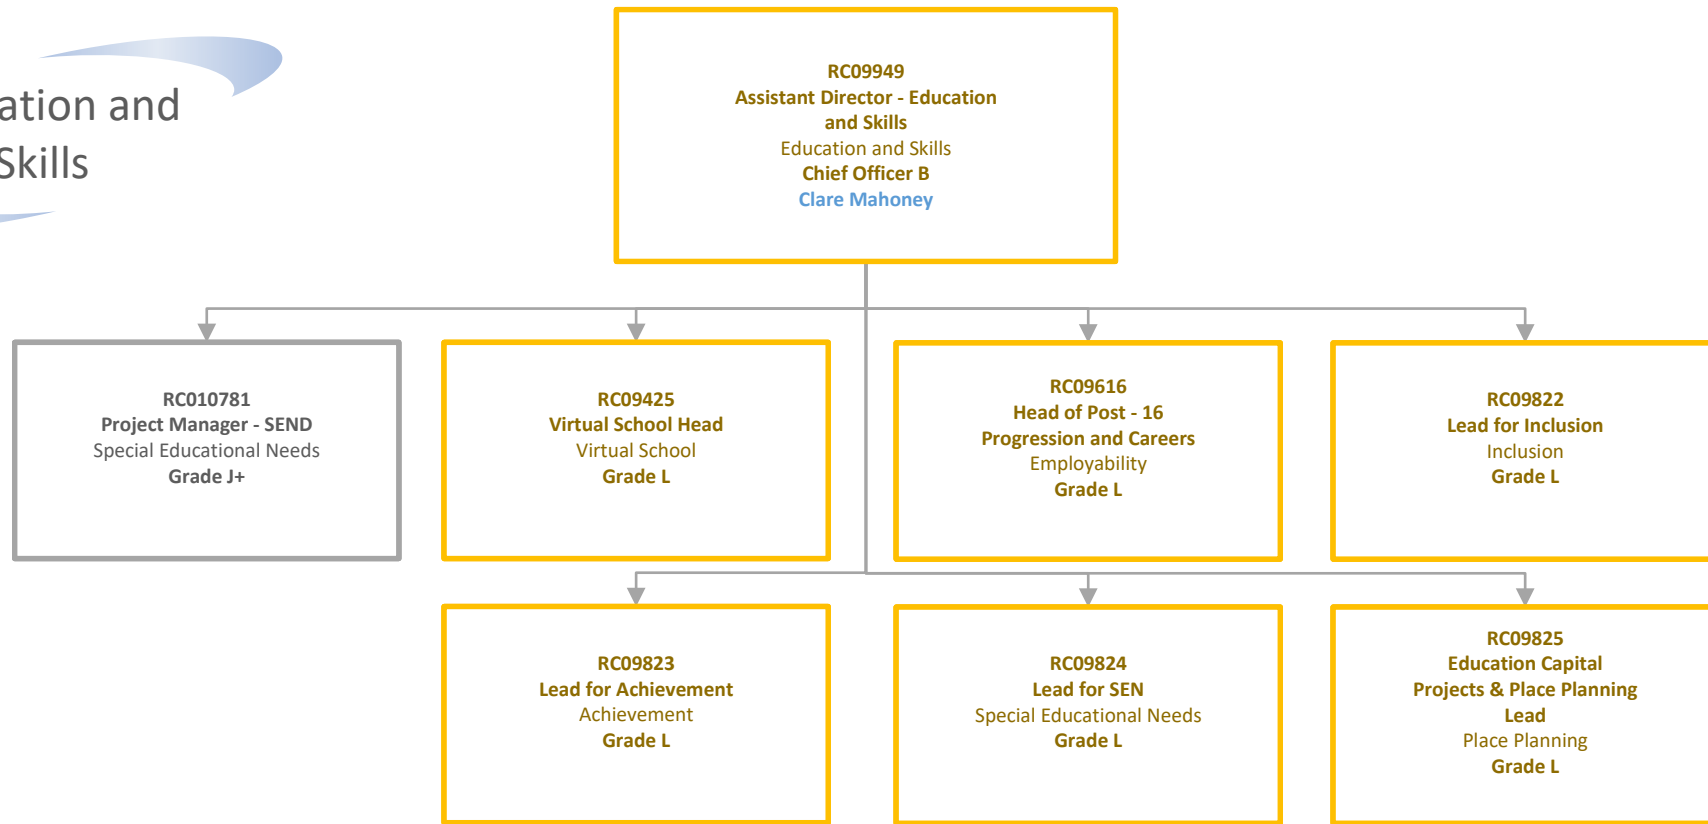 ation and
Skills
RC09949
Assistant Director - Education
and Skills
Education and Skills
Chief Officer B
Clare Mahoney
RC010781
Project Manager - SEND
Special Educational Needs
Grade J+
RC09425
Virtual School Head
Virtual School
Grade L
RC09616
Head of Post - 16
Progression and Careers
Employability
Grade L
RC09822
Lead for Inclusion
Inclusion
Grade L
RC09823
Lead for Achievement
Achievement
Grade L
RC09824
Lead for SEN
Special Educational Needs
Grade L
RC09825
Education Capital
Projects & Place Planning
Lead
Place Planning
Grade L